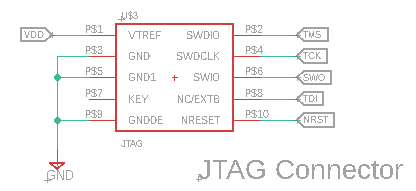 U$3
VDD P$1 VTREF SWDIO P$2 TMS
P$3 GND SWDCLK P$4 TCK
P$5 GND1 SWIO P$6 SWO
P$7 KEY NC/EXTB P$8 TDI
P$9 GNDDE NRESET P$10 NRST
JTAG
GND
JTAG Connector